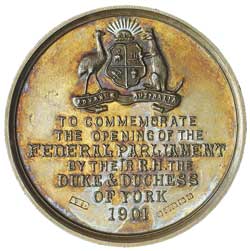 ADVANCE AUSTRALIA
TO COMMEMORATE
THE OPENING OF THE
FEDERAL PARLIAMENT
BY THEIR R.H. THE
DUKE & DUCHESS
OF YORK
1901